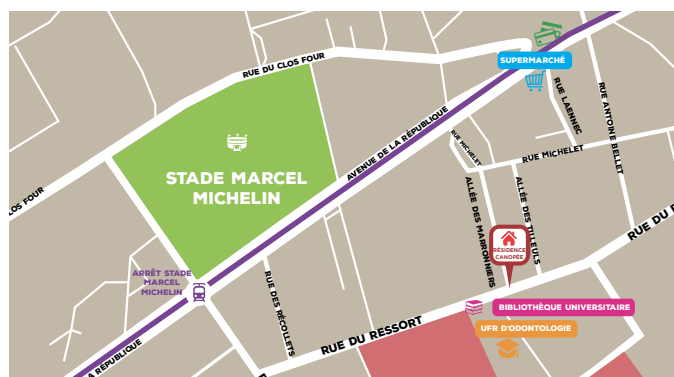 RUE DU CLOS FOUR
SUPERMARCHÉ
RUE LAENNEC
RUE ANTOINE BELLET
AVENUE DE LA RÉPUBLIQUE
RUE MICHELET
RUE MICHELET
STADE MARCEL
MICHELIN
CLOS FOUR
ALLÉE DES MARRONNIERS
ALLÉE DES TILLEULS
RUE DU R
RÉSIDENCE
CANOPÉE
ARRÊT STADE
MARCEL
MICHELIN
RUE DES RÉCOLLETS
BIBLIOTHÈQUE UNIVERSITAIRE
UFR D'ODONTOLOGIE
RUE DU RESSORT
LA RÉPUBLIQUE